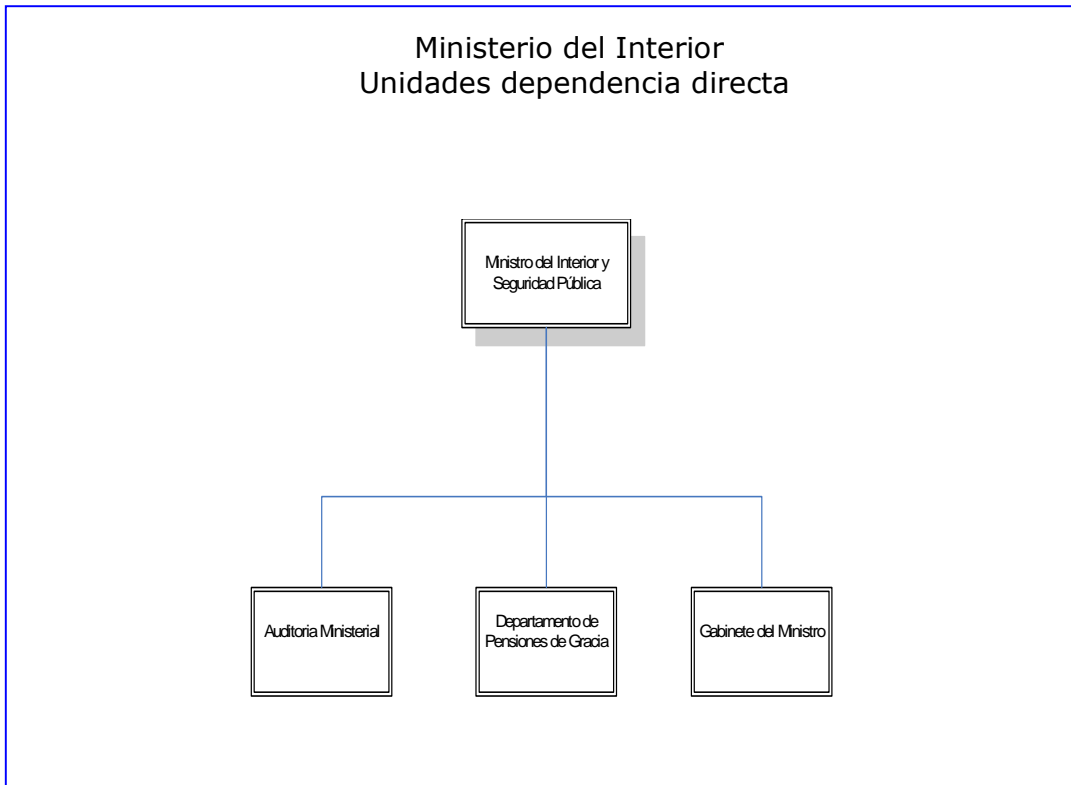 Ministerio del Interior
Unidades dependencia directa
Ministro del Interior y
Seguridad Pública
Auditoria Ministerial
Departamento de
Pensiones de Gracia
Gabinete del Ministro